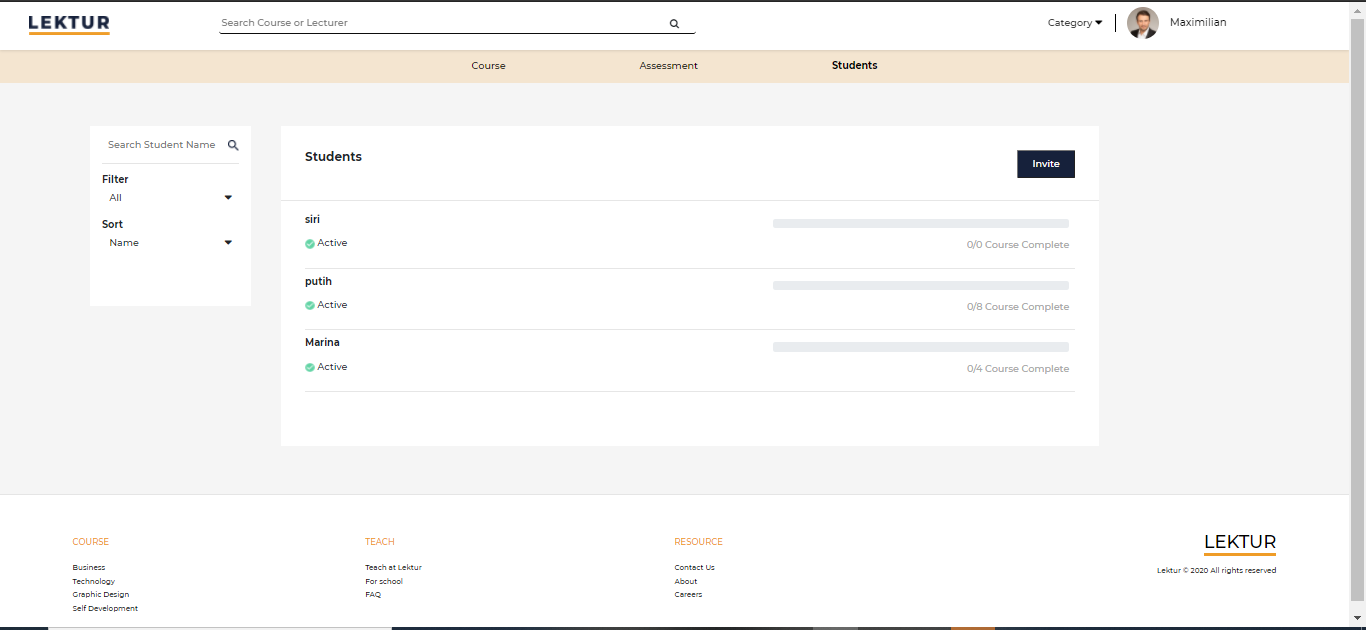 LEKTUR
Search Course or Lecturer
Category
Maximilian
Course
Assessment
Students
Search Student Name
Filter
All
Sort
Name
Students
Invite
siri
Active
0/0 Course Complete
putih
Active
0/8 Course Complete
Marina
Active
0/4 Course Complete
COURSE
Business
Technology
Graphic Design
Self Development
TEACH
Teach at Lektur
For school
FAQ
RESOURCE
Contact Us
About
Careers
LEKTUR
Lektur © 2020 All rights reserved